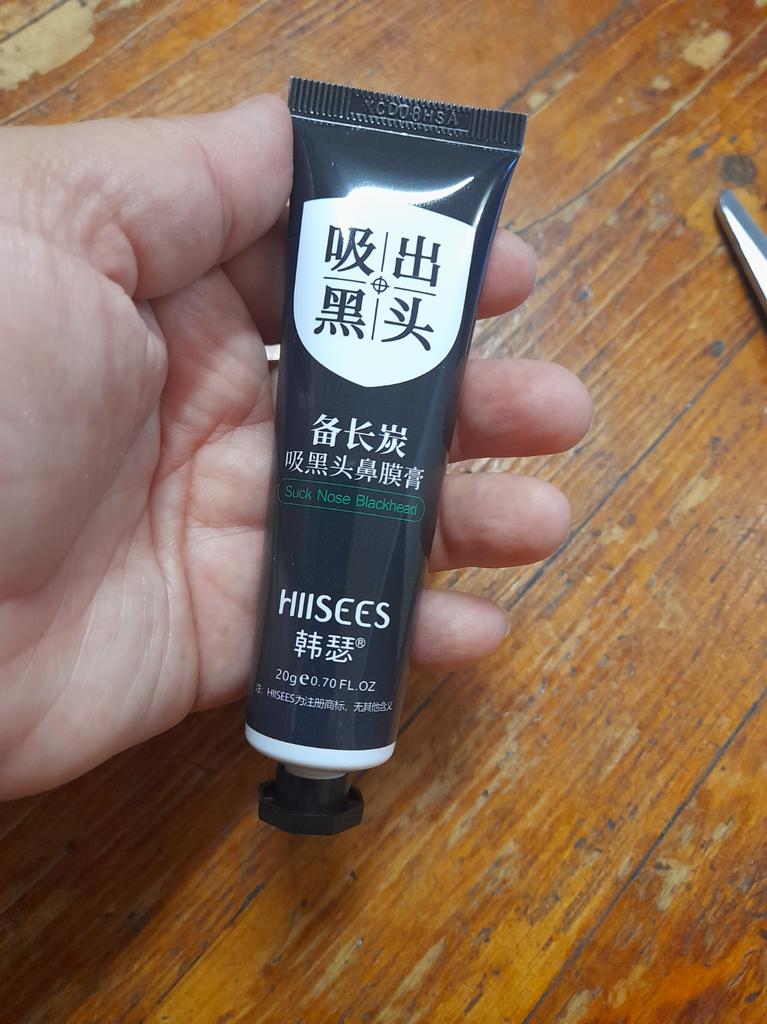 XCD08HSA
吸出
黑头
备长炭
吸黑头鼻膜膏
Suck Nose Blackhead
HIISEES
韩瑟®
20g e 0.70 FL.OZ
注: HIISEES为注册商标，无其他含义